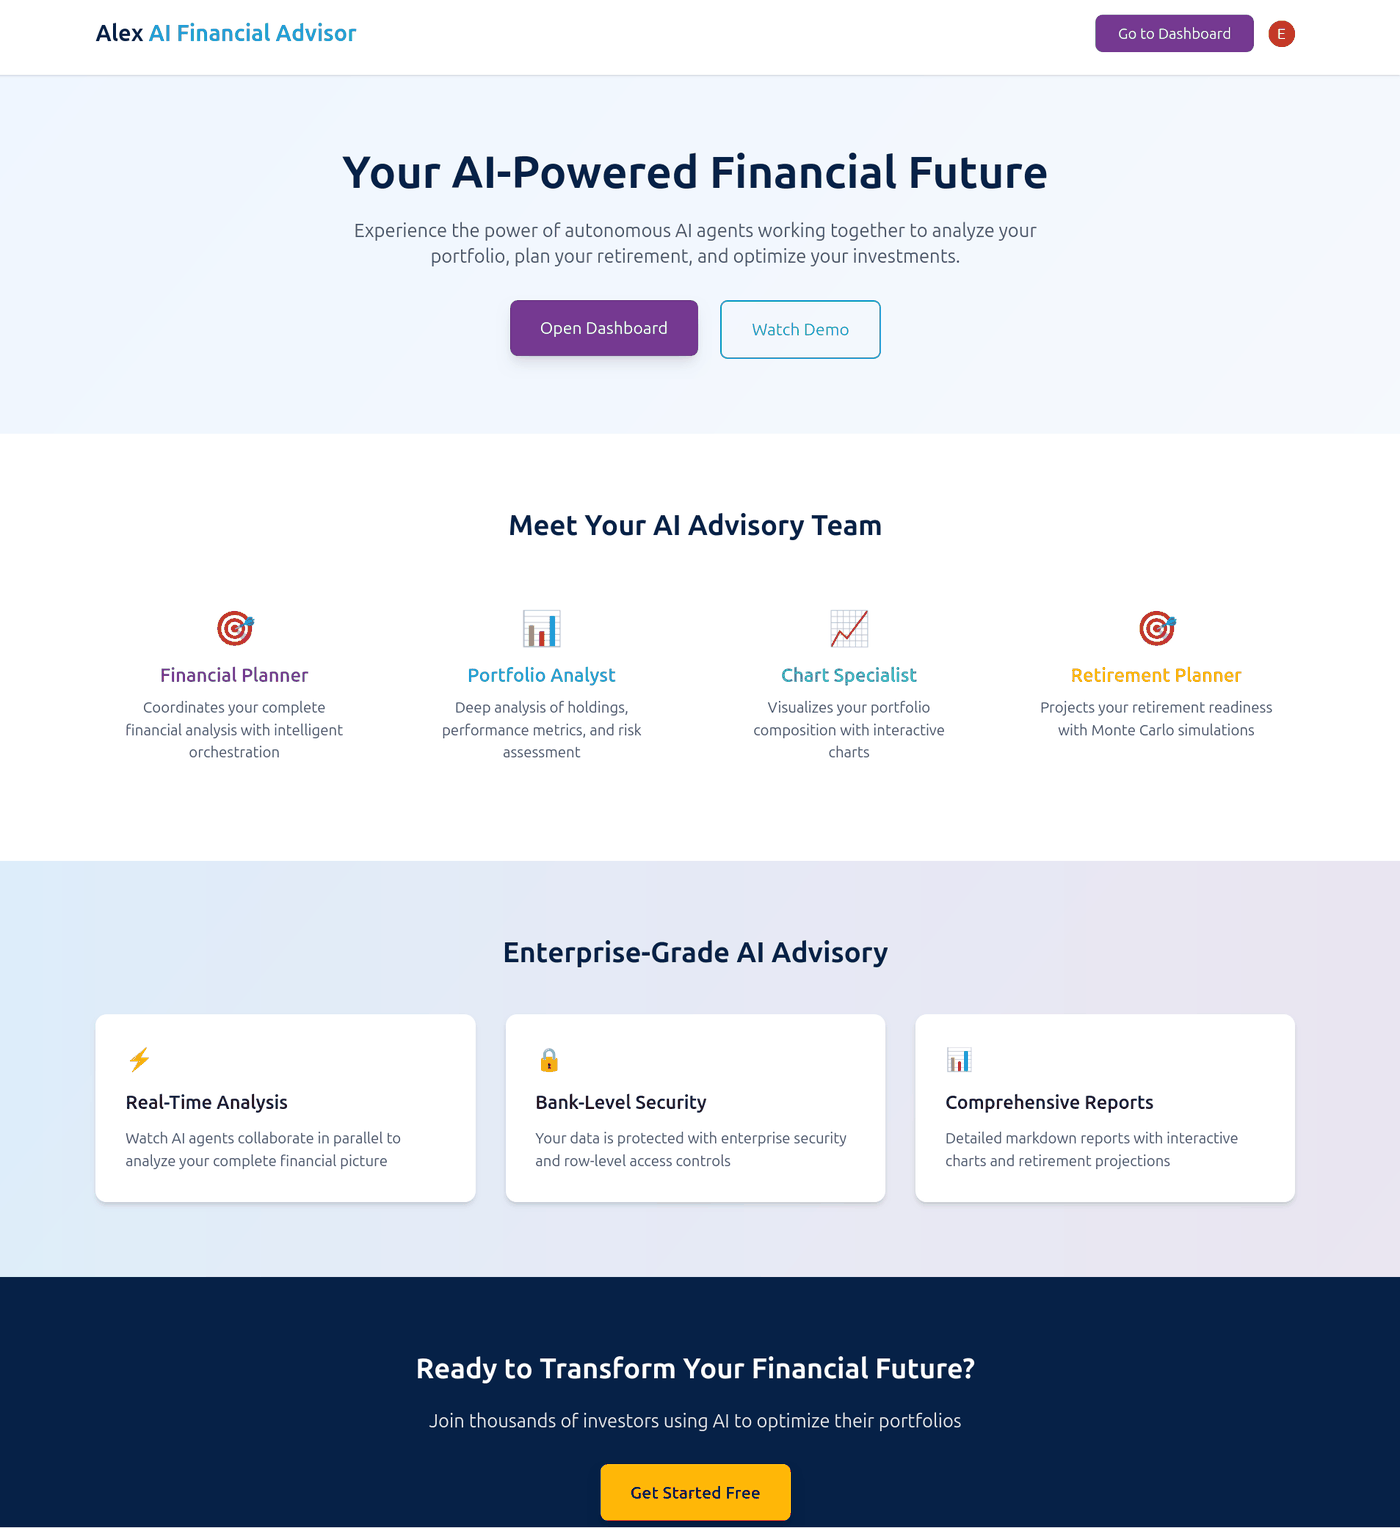 Alex AI Financial Advisor
Go to Dashboard
E
Your AI-Powered Financial Future
Experience the power of autonomous AI agents working together to analyze your
portfolio, plan your retirement, and optimize your investments.
Open Dashboard
Watch Demo
Meet Your AI Advisory Team
Financial Planner
Coordinates your complete
financial analysis with intelligent
orchestration
Portfolio Analyst
Deep analysis of holdings,
performance metrics, and risk
assessment
Chart Specialist
Visualizes your portfolio
composition with interactive
charts
Retirement Planner
Projects your retirement readiness
with Monte Carlo simulations
Enterprise-Grade AI Advisory
Real-Time Analysis
Watch AI agents collaborate in parallel to
analyze your complete financial picture
Bank-Level Security
Your data is protected with enterprise security
and row-level access controls
Comprehensive Reports
Detailed markdown reports with interactive
charts and retirement projections
Ready to Transform Your Financial Future?
Join thousands of investors using AI to optimize their portfolios
Get Started Free